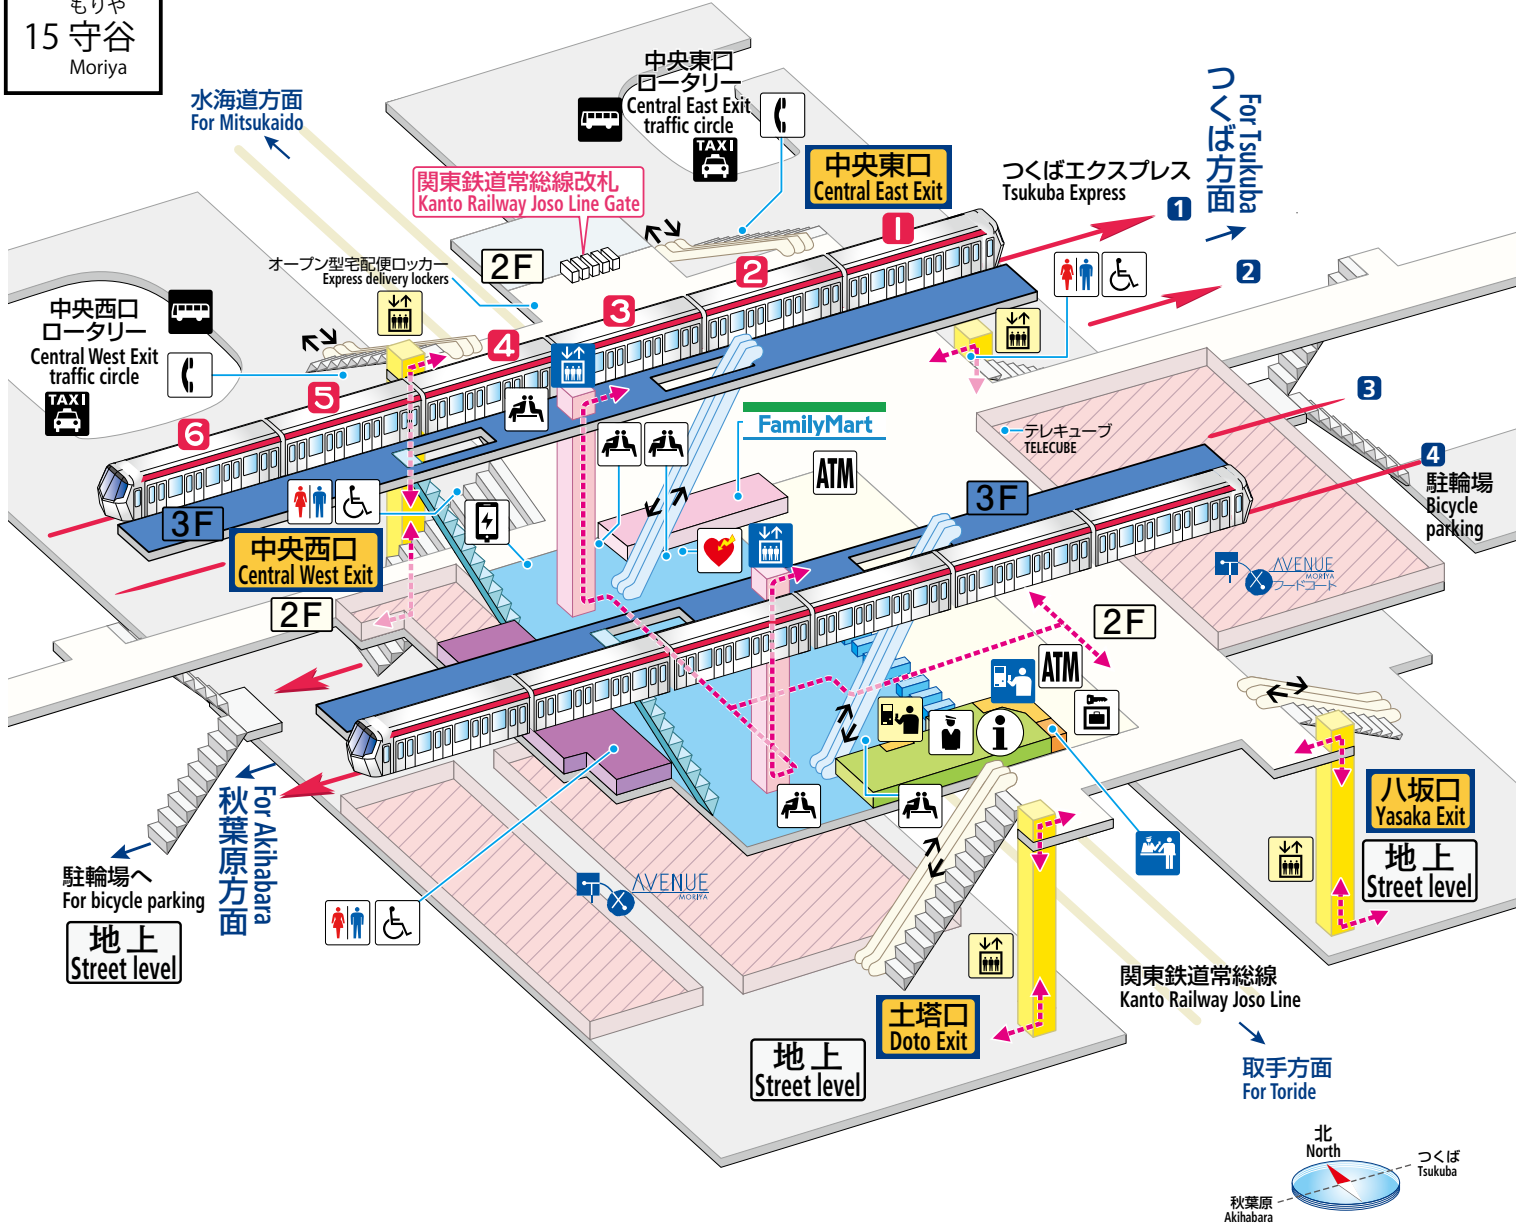 もりや
15 守谷
Moriya
水海道方面
For Mitsukaido
中央東口
ロータリー
Central East Exit
traffic circle
TAXI
中央東口
Central East Exit
つくばエクスプレス
Tsukuba Express
1
つくば方面
For Tsukuba
2
関東鉄道常総線改札
Kanto Railway Joso Line Gate
2F
オープン型宅配便ロッカー
Express delivery lockers
中央西口
ロータリー
Central West Exit
traffic circle
TAXI
1
2
3
4
5
6
FamilyMart
ATM
テレキューブ
TELECUBE
3
4
駐輪場
Bicycle
parking
3F
3F
中央西口
Central West Exit
2F
AVENUE
MORIYA
フードコート
2F
ATM
八坂口
Yasaka Exit
地上
Street level
For Akihabara
秋葉原方面
駐輪場へ
For bicycle parking
地上
Street level
AVENUE
MORIYA
土塔口
Doto Exit
地上
Street level
関東鉄道常総線
Kanto Railway Joso Line
取手方面
For Toride
北
North
つくば
Tsukuba
秋葉原
Akihabara